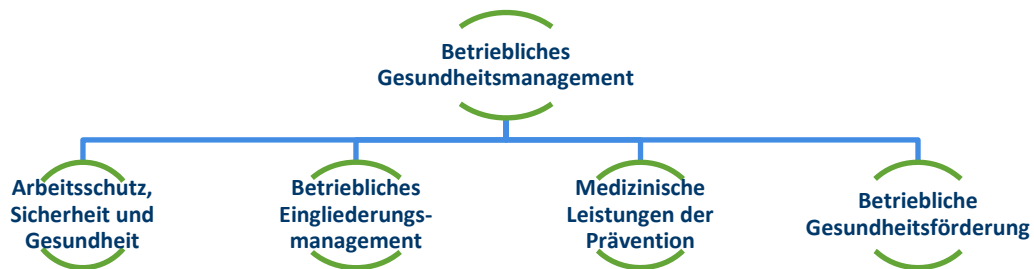 Betriebliches
Gesundheitsmanagement
Arbeitsschutz,
Sicherheit und
Gesundheit
Betriebliches
Eingliederungs-
management
Medizinische
Leistungen der
Prävention
Betriebliche
Gesundheitsförderung